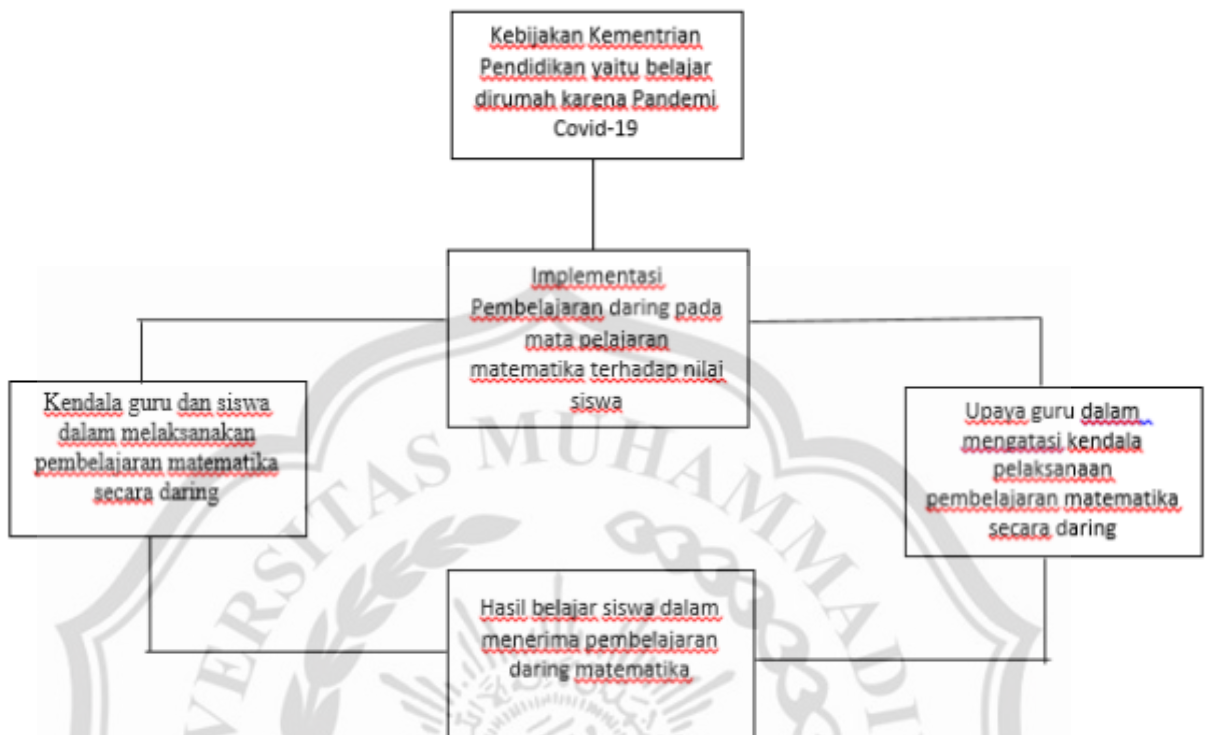 Kebijakan Kementrian
Pendidikan yaitu belajar
dirumah karena Pandemi
Covid-19
Implementasi
Pembelajaran daring pada
mata pelajaran
matematika terhadap nilai
siswa
Kendala guru dan siswa
dalam melaksanakan
pembelajaran matematika
secara daring
Upaya guru dalam
mengatasi kendala
pelaksanaan
pembelajaran matematika
secara daring
Hasil belajar siswa dalam
menerima pembelajaran
daring matematika
ERSITAS MUHAMMADI